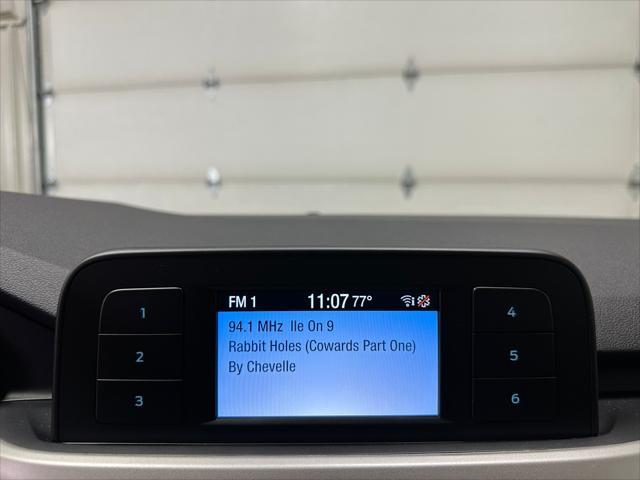 FM 1 11:07 77°
94.1 MHz lle On 9
Rabbit Holes (Cowards Part One)
By Chevelle
1
2
3
4
5
6